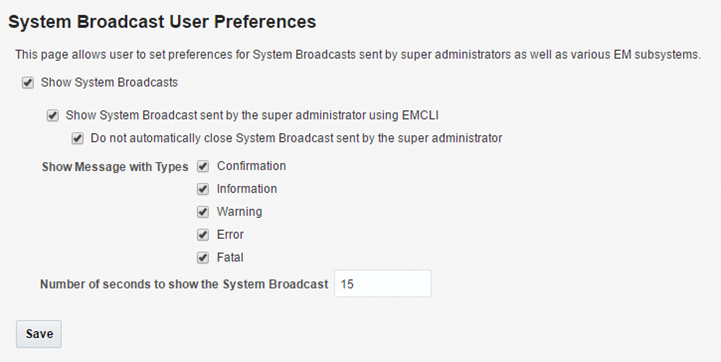 System Broadcast User Preferences
This page allows user to set preferences for System Broadcasts sent by super administrators as well as various EM subsystems.
Show System Broadcasts
Show System Broadcast sent by the super administrator using EMCLI
Do not automatically close System Broadcast sent by the super administrator
Show Message with Types Confirmation
Information
Warning
Error
Fatal
Number of seconds to show the System Broadcast 15
Save